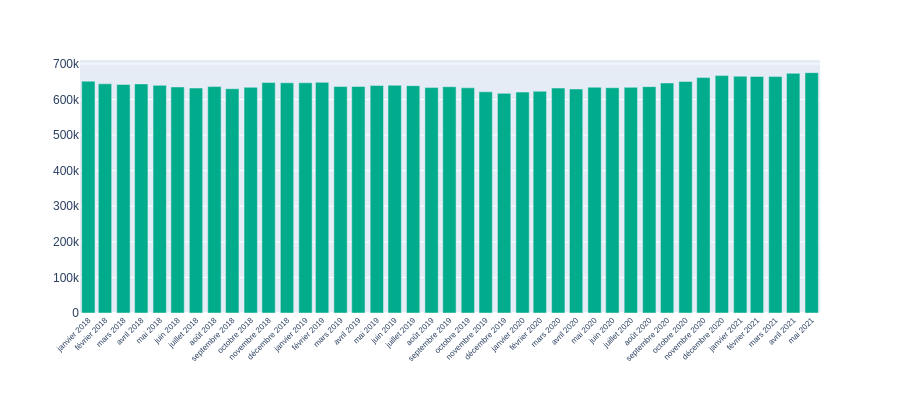 700k
600k
500k
400k
300k
200k
100k
0
janvier 2018
février 2018
mars 2018
avril 2018
mai 2018
juin 2018
juillet 2018
août 2018
septembre 2018
octobre 2018
novembre 2018
décembre 2018
janvier 2019
février 2019
mars 2019
avril 2019
mai 2019
juin 2019
juillet 2019
août 2019
septembre 2019
octobre 2019
novembre 2019
décembre 2019
janvier 2020
février 2020
mars 2020
avril 2020
mai 2020
juin 2020
juillet 2020
août 2020
septembre 2020
octobre 2020
novembre 2020
décembre 2020
janvier 2021
février 2021
mars 2021
avril 2021
mai 2021